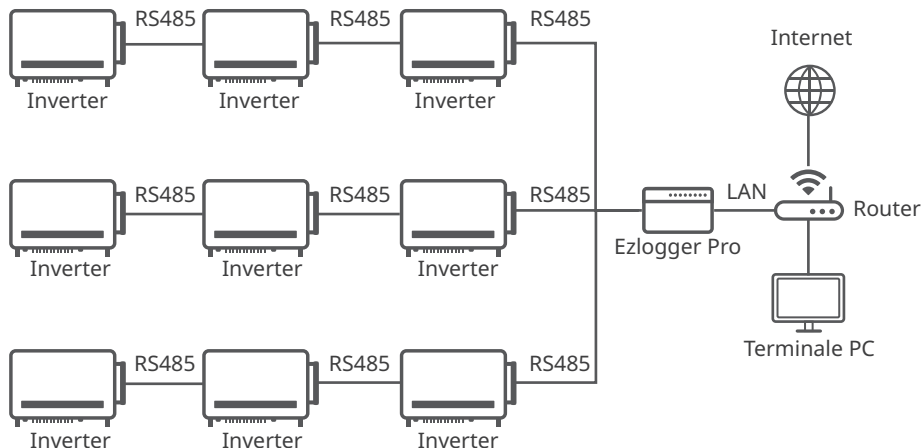 RS485 RS485 RS485
Internet
Inverter Inverter Inverter
RS485 RS485 RS485 LAN
Router
Ezlogger Pro
Inverter Inverter Inverter
Terminale PC
RS485 RS485 RS485
Inverter Inverter Inverter